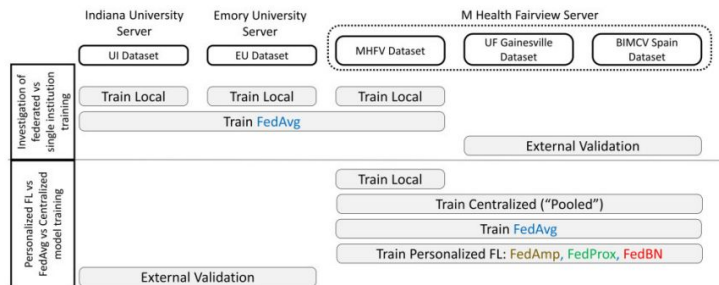 Indiana University
Server
Emory University
Server
M Health Fairview Server
UI Dataset
EU Dataset
MHFV Dataset
UF Gainesville
Dataset
BIMCV Spain
Dataset
Investigation of
federated vs
single institution
training
Train Local
Train Local
Train Local
Train FedAvg
External Validation
Personalized FL vs
FedAvg vs Centralized
model training
Train Local
Train Centralized (“Pooled”)
Train FedAvg
Train Personalized FL: FedAmp, FedProx, FedBN
External Validation